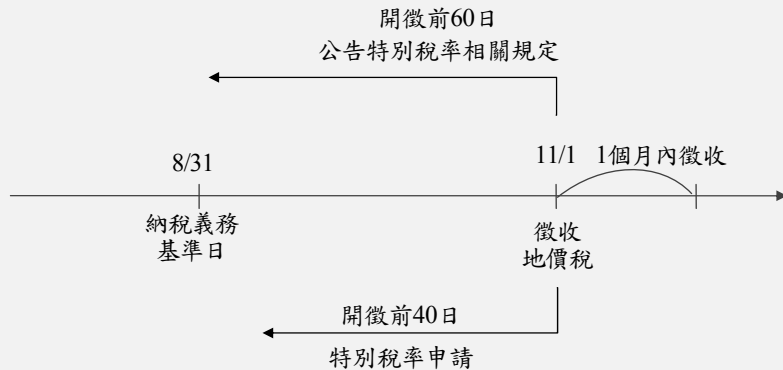 開徵前60日
公告特別稅率相關規定
8/31
11/1
1個月內徵收
納稅義務
基準日
徵收
地價稅
開徵前40日
特別稅率申請